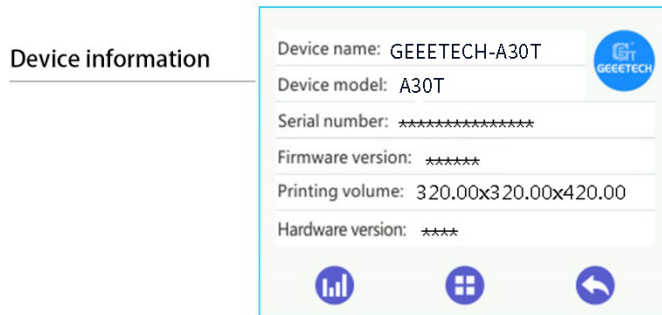 Device information
Device name: GEEETECH-A30T
GEEETECH
Device model: A30T
Serial number: ***************
Firmware version: ******
Printing volume: 320.00x320.00x420.00
Hardware version: ****